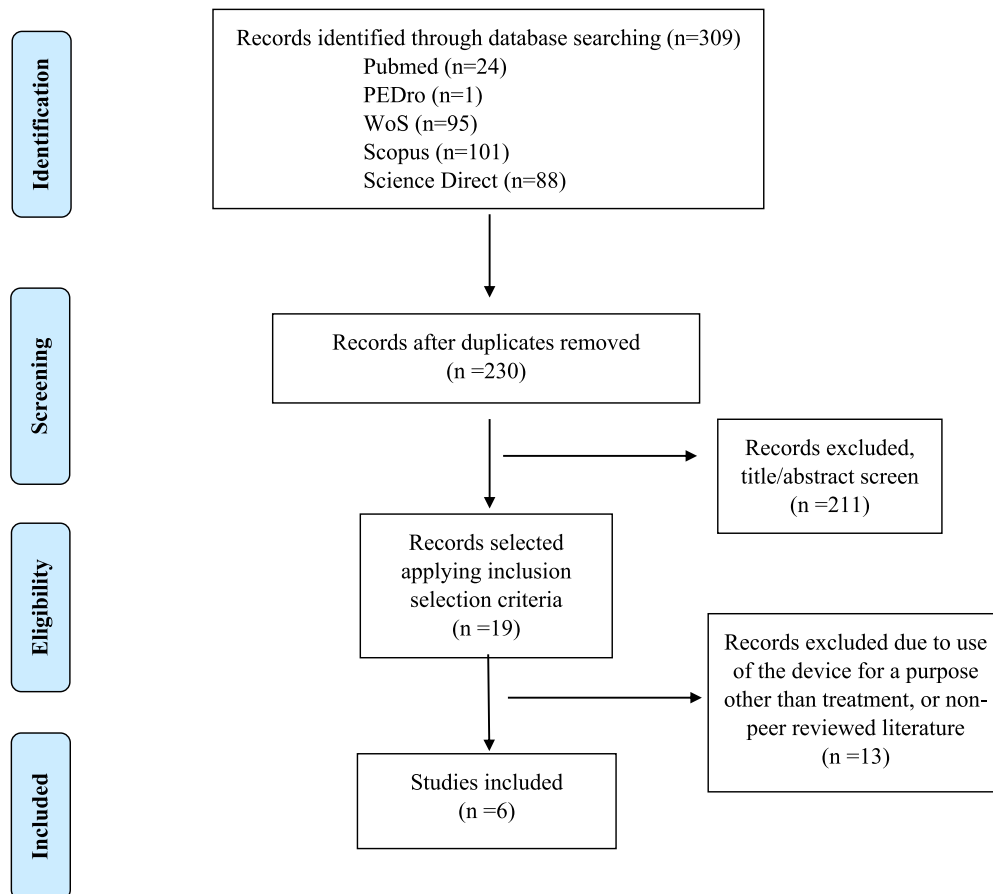 Identification
Records identified through database searching (n=309)
Pubmed (n=24)
PEDro (n=1)
WoS (n=95)
Scopus (n=101)
Science Direct (n=88)
Screening
Records after duplicates removed
(n =230)
Records excluded,
title/abstract screen
(n =211)
Eligibility
Records selected
applying inclusion
selection criteria
(n =19)
Records excluded due to use
of the device for a purpose
other than treatment, or non-
peer reviewed literature
(n =13)
Included
Studies included
(n =6)